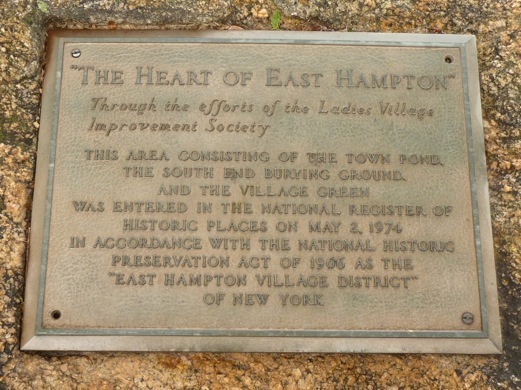 "The Heart of East Hampton"
Through the efforts of the Ladies Village
Improvement Society
THIS AREA CONSISTING OF THE TOWN POND,
THE SOUTH END BURYING GROUND,
AND THE VILLAGE GREEN
WAS ENTERED IN THE NATIONAL REGISTER OF
HISTORIC PLACES ON MAY 2, 1974
IN ACCORDANCE WITH THE NATIONAL HISTORIC
PRESERVATION ACT OF 1966 AS THE
"EAST HAMPTON VILLAGE DISTRICT"
OF NEW YORK